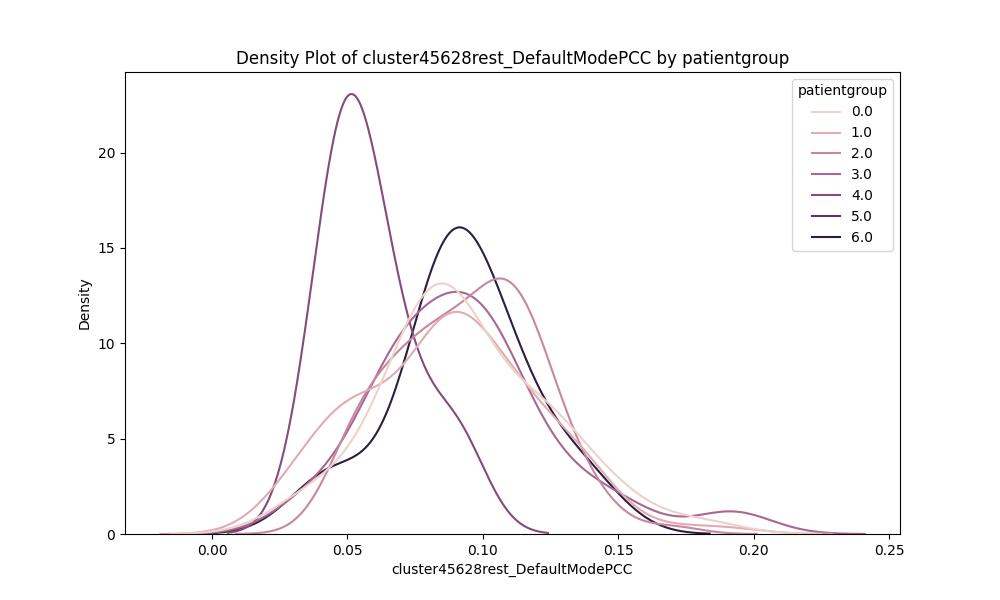 Density Plot of cluster45628rest_DefaultModePCC by patientgroup
patientgroup
0.0
1.0
2.0
3.0
4.0
5.0
6.0
Density
20
15
10
5
0
0.00 0.05 0.10 0.15 0.20 0.25
cluster45628rest_DefaultModePCC